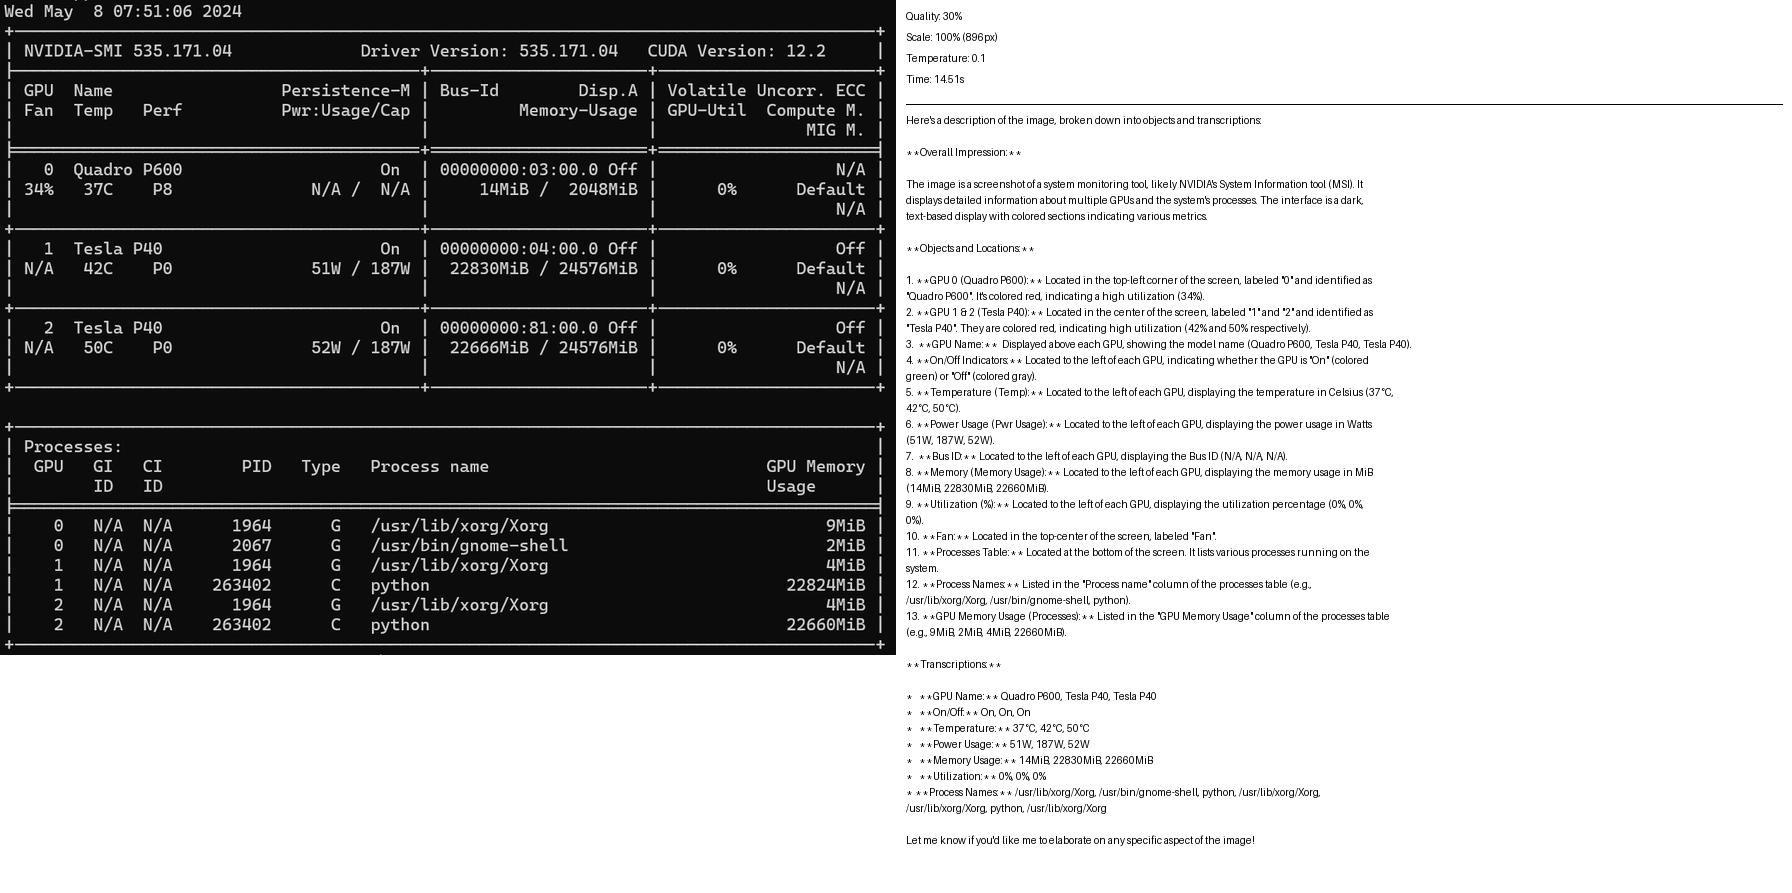 Wed May  8 07:51:06 2024
NVIDIA-SMI 535.171.04 Driver Version: 535.171.04 CUDA Version: 12.2
GPU Name Persistence-M | Bus-Id Disp.A | Volatile Uncorr. ECC
Fan Temp Perf Pwr:Usage/Cap | Memory-Usage | GPU-Util Compute M.
MIG M.
0 Quadro P600 On | 00000000:03:00.0 Off | N/A
34% 37C P8 N/A / N/A | 14MiB / 2048MiB | 0% Default
N/A
1 Tesla P40 On | 00000000:04:00.0 Off | Off
N/A 42C P0 51W / 187W | 22830MiB / 24576MiB | 0% Default
N/A
2 Tesla P40 On | 00000000:81:00.0 Off | Off
N/A 50C P0 52W / 187W | 22666MiB / 24576MiB | 0% Default
N/A
Processes:
GPU GI CI PID Type Process name GPU Memory
ID ID Usage
0 N/A N/A 1964 G /usr/lib/xorg/Xorg 9MiB
0 N/A N/A 2067 G /usr/bin/gnome-shell 2MiB
1 N/A N/A 1964 G /usr/lib/xorg/Xorg 4MiB
1 N/A N/A 263402 C python 22824MiB
2 N/A N/A 1964 G /usr/lib/xorg/Xorg 4MiB
2 N/A N/A 263402 C python 22660MiB
Quality: 30%
Scale: 100% (896px)
Temperature: 0.1
Time: 14.51s
Here's a description of the image, broken down into objects and transcriptions:
**Overall Impression:**
The image is a screenshot of a system monitoring tool, likely NVIDIA's System Information tool (MSI). It
displays detailed information about multiple GPUs and the system's processes. The interface is a dark,
text-based display with colored sections indicating various metrics.
**Objects and Locations:**
1. **GPU 0 (Quadro P600):** Located in the top-left corner of the screen, labeled "0" and identified as
"Quadro P600". It's colored red, indicating a high utilization (34%).
2. **GPU 1 & 2 (Tesla P40):** Located in the center of the screen, labeled "1" and "2" and identified as
"Tesla P40". They are colored red, indicating high utilization (42% and 50% respectively).
3. **GPU Name:** Displayed above each GPU, showing the model name (Quadro P600, Tesla P40, Tesla P40).
4. **On/Off Indicators:** Located to the left of each GPU, indicating whether the GPU is "On" (colored
green) or "Off" (colored gray).
5. **Temperature (Temp):** Located to the left of each GPU, displaying the temperature in Celsius (37°C,
42°C, 50°C).
6. **Power Usage (Pwr Usage):** Located to the left of each GPU, displaying the power usage in Watts
(51W, 187W, 52W).
7. **Bus ID:** Located to the left of each GPU, displaying the Bus ID (N/A, N/A, N/A).
8. **Memory (Memory Usage):** Located to the left of each GPU, displaying the memory usage in MiB
(14MiB, 22830MiB, 22660MiB).
9. **Utilization (%):** Located to the left of each GPU, displaying the utilization percentage (0%, 0%,
0%).
10. **Fan:** Located in the top-center of the screen, labeled "Fan".
11. **Processes Table:** Located at the bottom of the screen. It lists various processes running on the
system.
12. **Process Names:** Listed in the "Process name" column of the processes table (e.g.,
/usr/lib/xorg/Xorg, /usr/bin/gnome-shell, python).
13. **GPU Memory Usage (Processes):** Listed in the "GPU Memory Usage" column of the processes table
(e.g., 9MiB, 2MiB, 4MiB, 22660MiB).
**Transcriptions:**
* **GPU Name:** Quadro P600, Tesla P40, Tesla P40
* **On/Off:** On, On, On
* **Temperature:** 37°C, 42°C, 50°C
* **Power Usage:** 51W, 187W, 52W
* **Memory Usage:** 14MiB, 22830MiB, 22660MiB
* **Utilization:** 0%, 0%, 0%
* **Process Names:** /usr/lib/xorg/Xorg, /usr/bin/gnome-shell, python, /usr/lib/xorg/Xorg,
/usr/lib/xorg/Xorg, python, /usr/lib/xorg/Xorg
Let me know if you'd like me to elaborate on any specific aspect of the image!